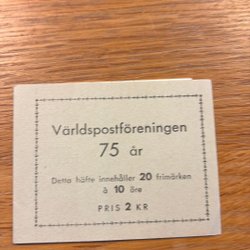 Världspostföreningen
75 år
Detta häfte innehåller 20 frimärken
à 10 öre
PRIS 2 KR